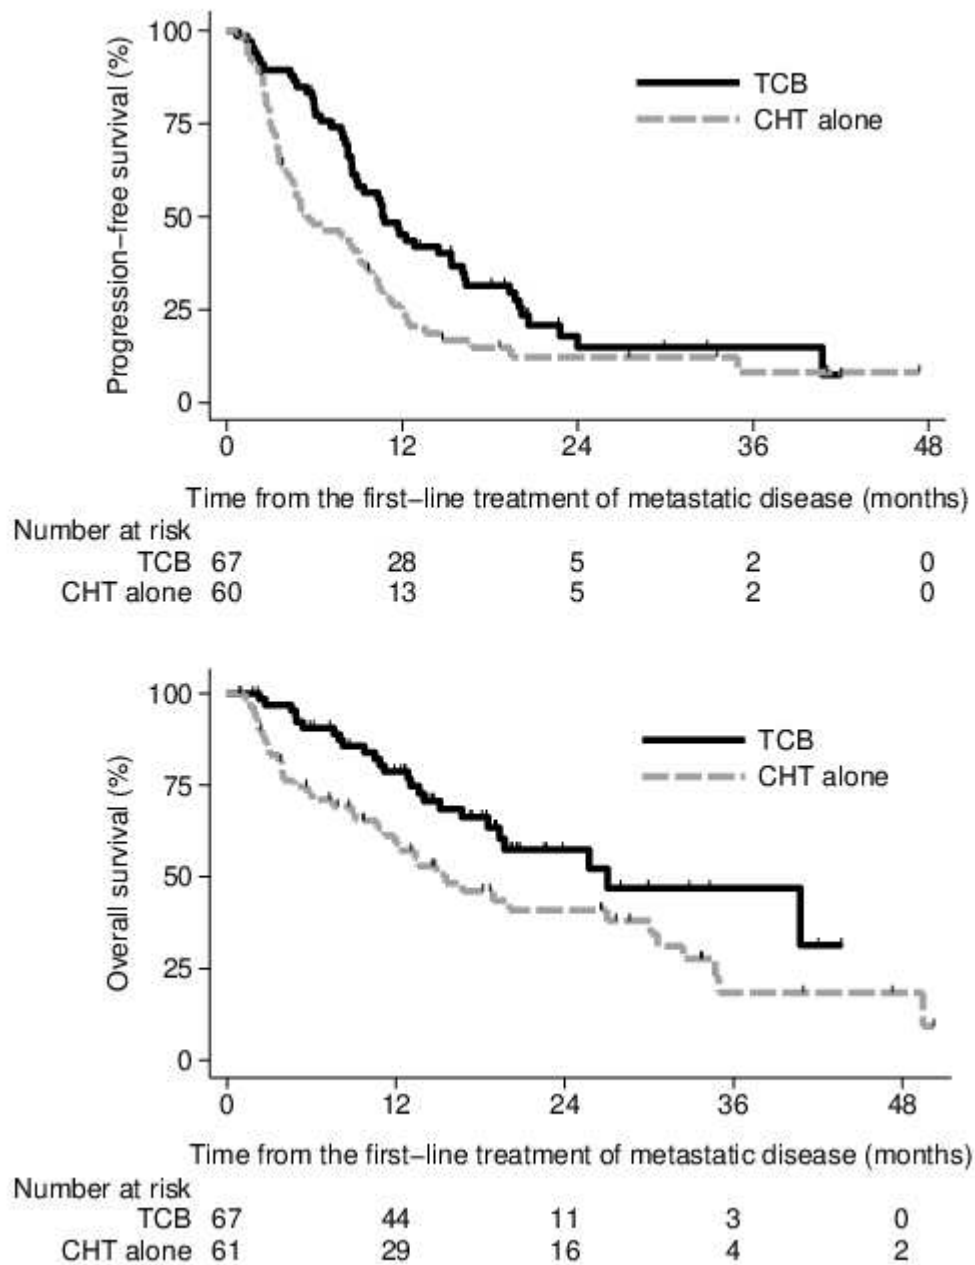 100
75
50
25
0
Progression−free survival (%)
TCB
CHT alone
0 12 24 36 48
Time from the first−line treatment of metastatic disease (months)
Number at risk
TCB 67 28 5 2 0
CHT alone 60 13 5 2 0
100
75
50
25
0
Overall survival (%)
TCB
CHT alone
0 12 24 36 48
Time from the first−line treatment of metastatic disease (months)
Number at risk
TCB 67 44 11 3 0
CHT alone 61 29 16 4 2